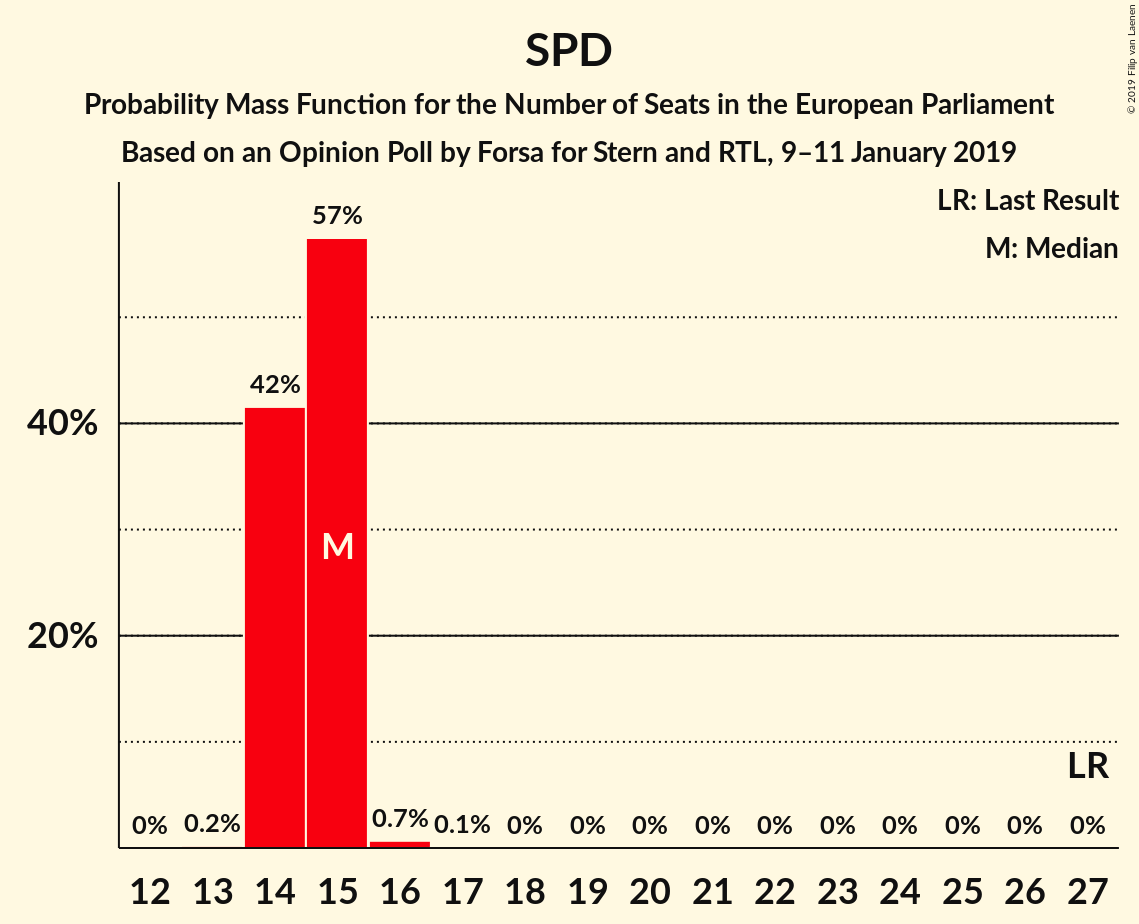 SPD
Probability Mass Function for the Number of Seats in the European Parliament
Based on an Opinion Poll by Forsa for Stern and RTL, 9–11 January 2019
© 2019 Filip van Laenen
LR: Last Result
M: Median
57%
42%
40%
M
20%
LR
0% 0.2% 0.7% 0.1% 0% 0% 0% 0% 0% 0% 0% 0% 0% 0%
12 13 14 15 16 17 18 19 20 21 22 23 24 25 26 27